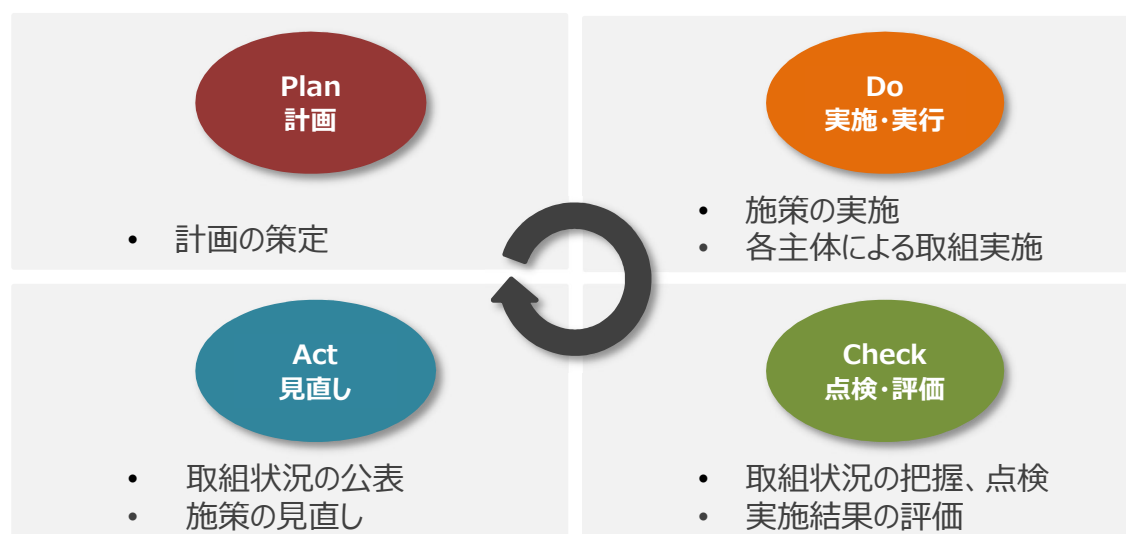 Plan
計画
• 計画の策定
Do
実施・実行
• 施策の実施
• 各主体による取組実施
Act
見直し
• 取組状況の公表
• 施策の見直し
Check
点検・評価
• 取組状況の把握、点検
• 実施結果の評価